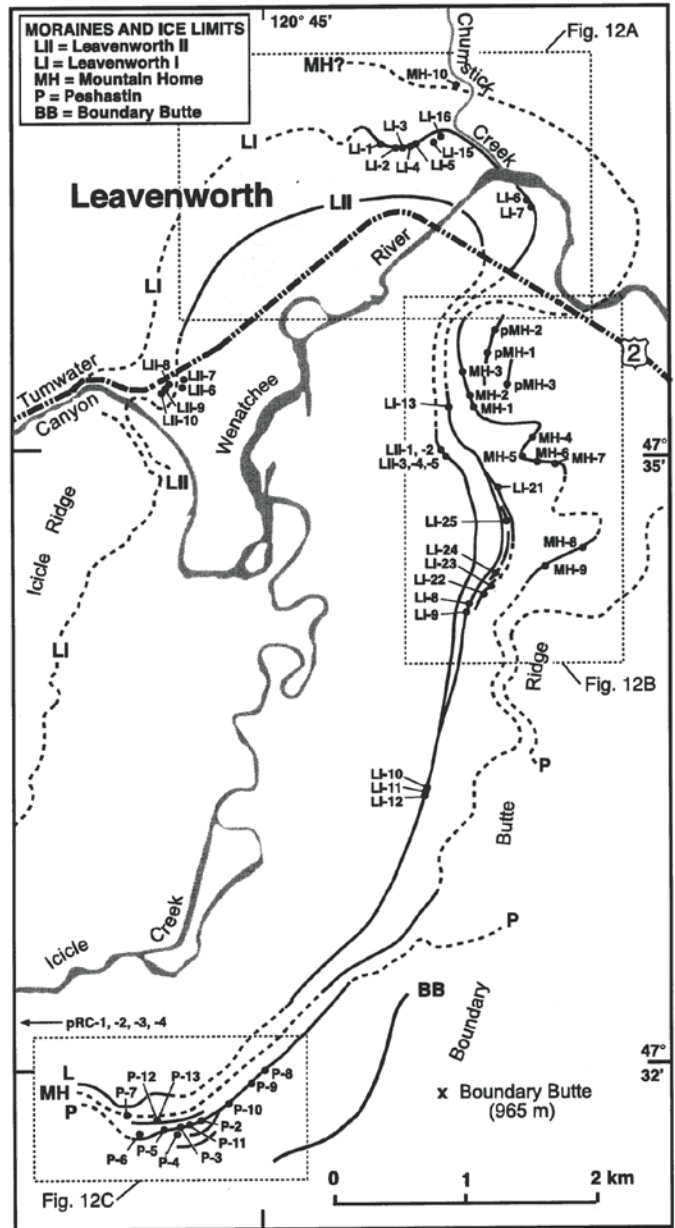 120° 45'
MORAINES AND ICE LIMITS
LII = Leavenworth II
LI = Leavenworth I
MH = Mountain Home
P = Peshastin
BB = Boundary Butte
Fig. 12A
MH?
MH-10
Chumstick
Creek
LI-16
LI-3
LI-1
LI-15
LI-2
LI-5
LI-4
LI
Leavenworth
LII
LI-6
LI-7
River
LI
2
pMH-2
LII-8
LII-7
pMH-1
Tumwater
MH-3
LII-6
pMH-3
LII-9
MH-2
LII-10
Canyon
LI-13
MH-1
Wenatchee
MH-4
LII-1, -2
MH-6
47°
MH-5
MH-7
35'
LII-3, -4, -5
LII
LI-21
Icicle Ridge
LI-25
MH-8
LI-24
LI-23
MH-9
LI-22
LI-8
LI-9
LI
Ridge
Fig. 12B
P
LI-10
LI-11
LI-12
Butte
Icicle
Creek
P
BB
Boundary
pRC-1, -2, -3, -4
47°
32'
L
P-8
P-13
P-12
MH
P-7
P-9
x Boundary Butte
(965 m)
P
P-10
P-2
P-5
P-11
P-6
P-4
P-3
Fig. 12C
0 1 2 km